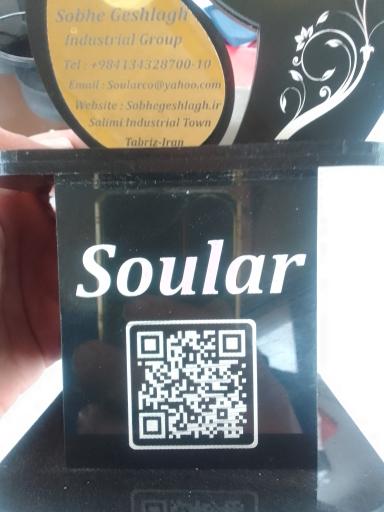 Sobhe Geshlagh
Industrial Group
Tel : +984134328700-10
Email : Soularco@yahoo.com
Website : Sobhegeshlagh.ir
Salimi Industrial Town
Tabriz-Iran
Soular